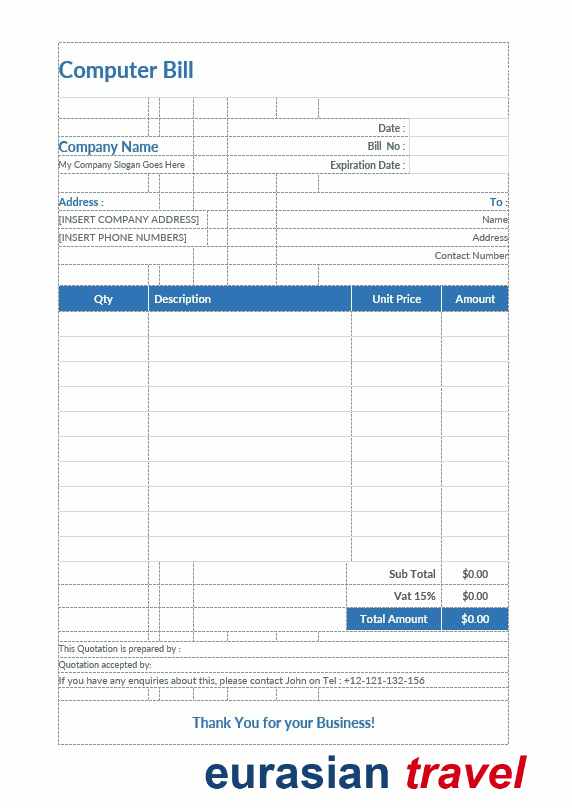 Computer Bill
Date :
Company Name
Bill No :
My Company Slogan Goes Here
Expiration Date :
Address :
To :
[INSERT COMPANY ADDRESS]
Name
[INSERT PHONE NUMBERS]
Address
Contact Number
Qty Description Unit Price Amount
Sub Total $0.00
Vat 15% $0.00
Total Amount $0.00
This Quotation is prepared by :
Quotation accepted by:
If you have any enquiries about this, please contact John on Tel : +12-121-132-156
Thank You for your Business!
eurasian travel